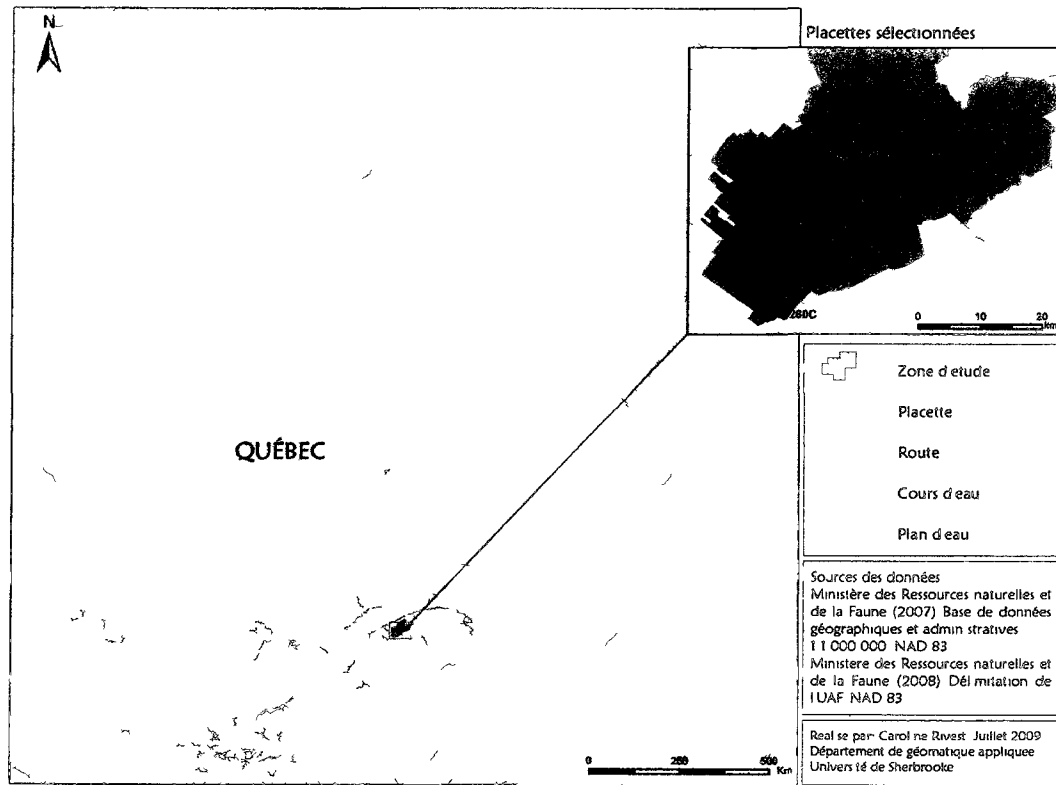 N
Placettes sélectionnées
280C
0 10 20
km
Zone d etude
Placette
Route
Cours d eau
Plan d eau
QUÉBEC
Sources des données
Ministère des Ressources naturelles et
de la Faune (2007) Base de données
géographiques et admin stratives
1 1 000 000 NAD 83
Ministere des Ressources naturelles et
de la Faune (2008) Dél mitation de
l UAF NAD 83
Real se par Carol ne Rivest Juillet 2009
Département de géomatique appliquee
Univers té de Sherbrooke
0 250 500
Km